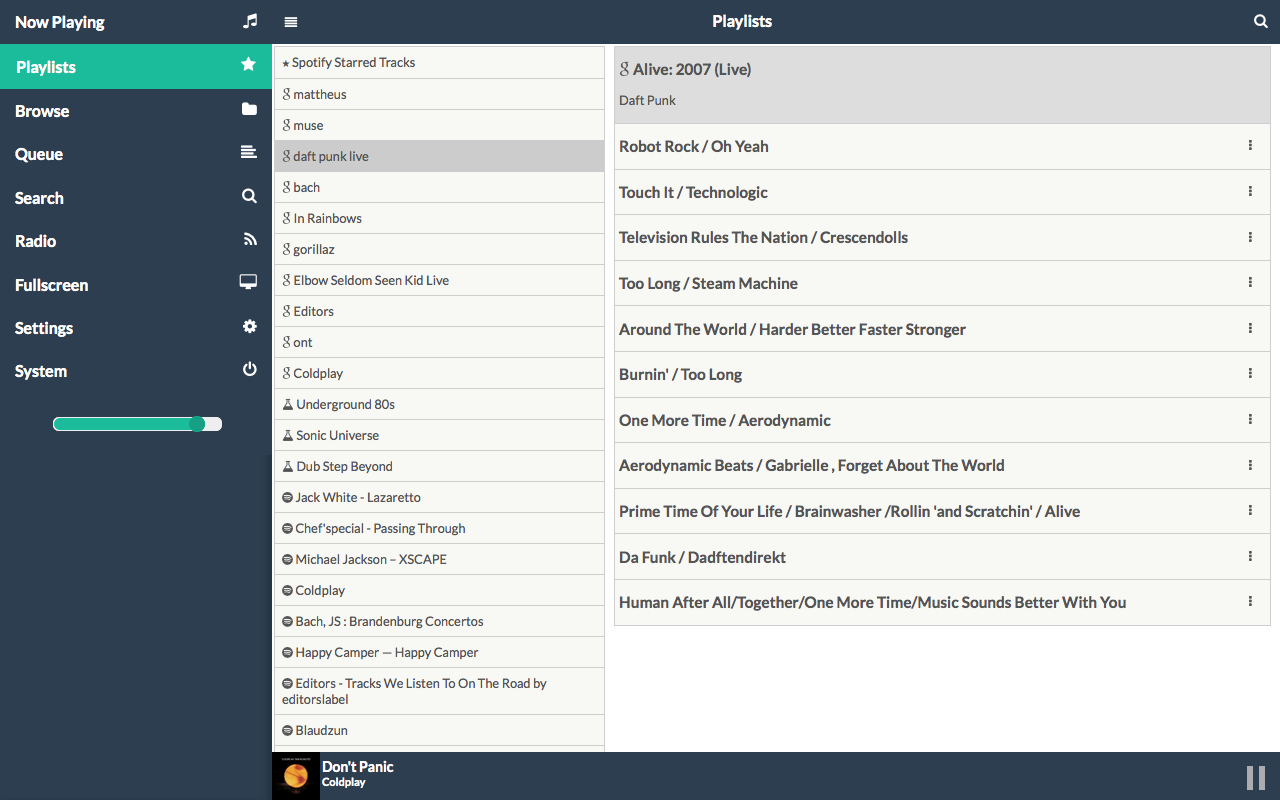 Now Playing
Playlists
Browse
Queue
Search
Radio
Fullscreen
Settings
System
Playlists
Spotify Starred Tracks
mattheus
muse
daft punk live
bach
In Rainbows
gorillaz
Elbow Seldom Seen Kid Live
Editors
ont
Coldplay
Underground 80s
Sonic Universe
Dub Step Beyond
Jack White - Lazaretto
Chef'special - Passing Through
Michael Jackson – XSCAPE
Coldplay
Bach, JS : Brandenburg Concertos
Happy Camper — Happy Camper
Editors - Tracks We Listen To On The Road by
editorslabel
Blaudzun
Alive: 2007 (Live)
Daft Punk
Robot Rock / Oh Yeah
Touch It / Technologic
Television Rules The Nation / Crescendolls
Too Long / Steam Machine
Around The World / Harder Better Faster Stronger
Burnin' / Too Long
One More Time / Aerodynamic
Aerodynamic Beats / Gabrielle , Forget About The World
Prime Time Of Your Life / Brainwasher /Rollin 'and Scratchin' / Alive
Da Funk / Dadftendirekt
Human After All/Together/One More Time/Music Sounds Better With You
Don't Panic
Coldplay